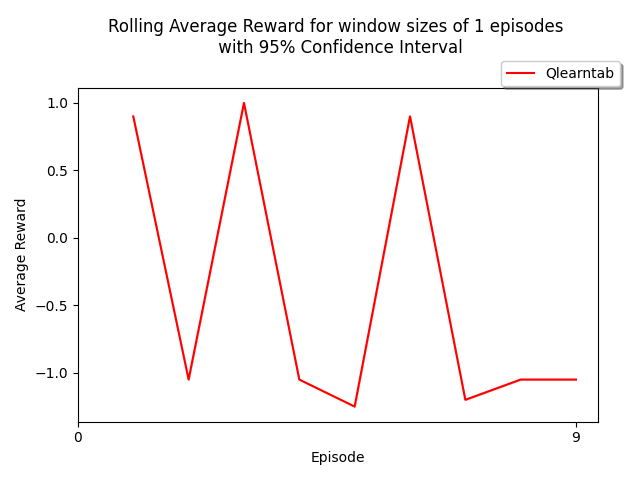 Rolling Average Reward for window sizes of 1 episodes
with 95% Confidence Interval
Qlearntab
1.0
0.5
0.0
−0.5
−1.0
Average Reward
0
9
Episode